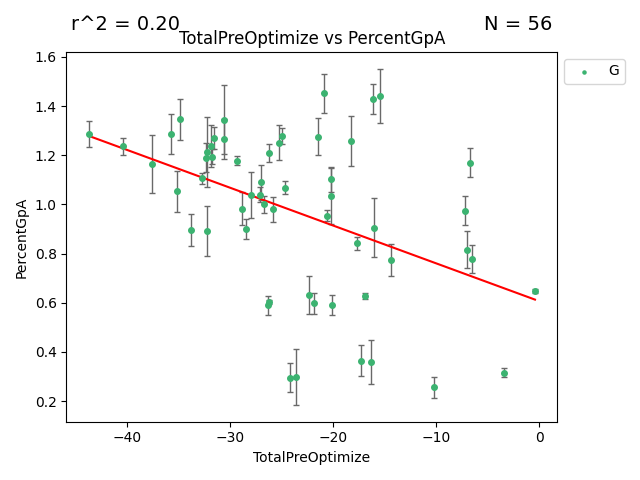 r^2 = 0.20
N = 56
TotalPreOptimize vs PercentGpA
G
1.6
1.4
1.2
1.0
0.8
0.6
0.4
0.2
PercentGpA
−40
−30
−20
−10
0
TotalPreOptimize